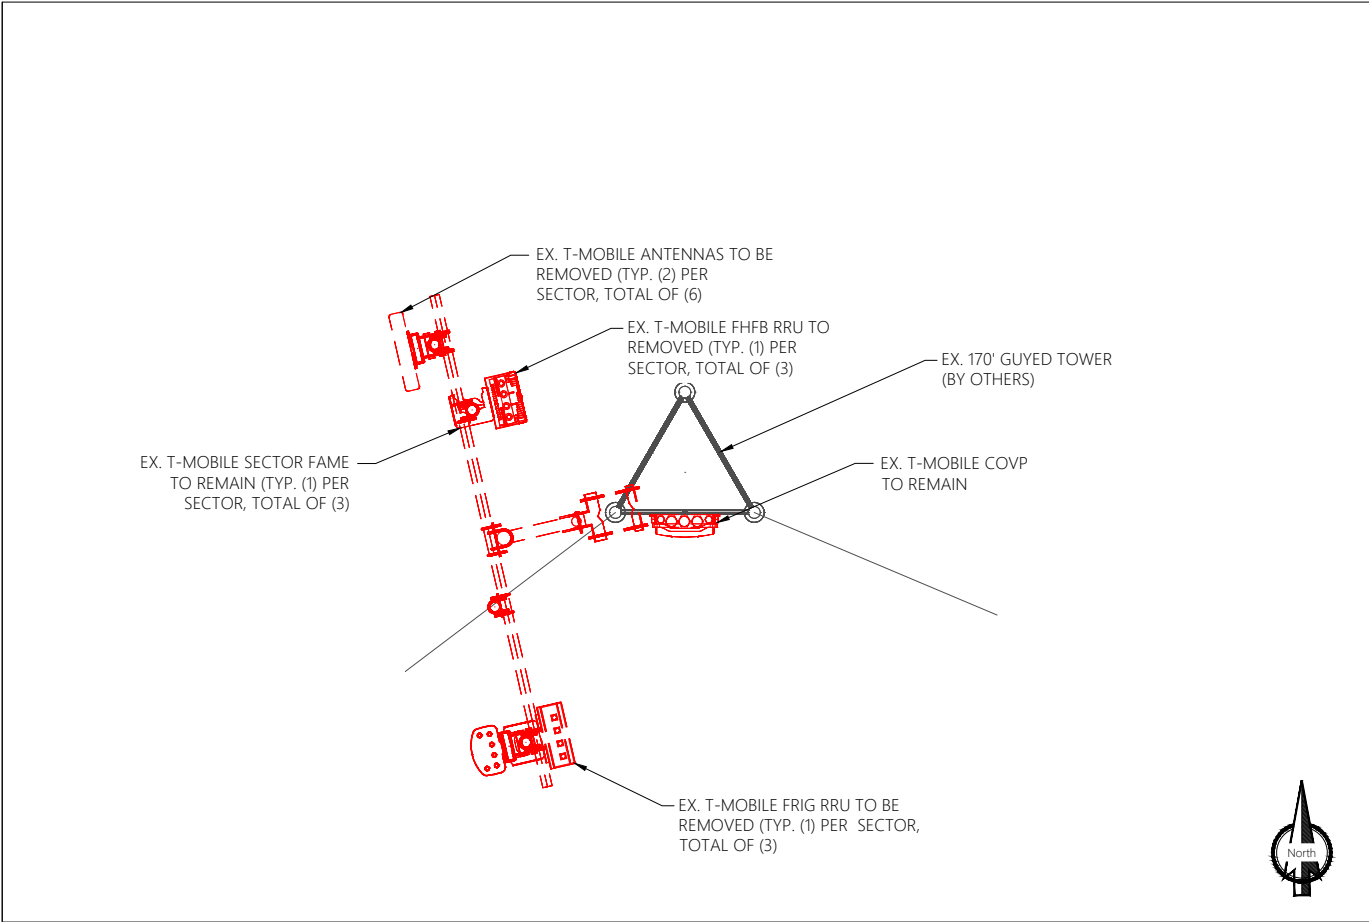 EX. T-MOBILE ANTENNAS TO BE
REMOVED (TYP. (2) PER
SECTOR, TOTAL OF (6)
EX. T-MOBILE FHFB RRU TO
REMOVED (TYP. (1) PER
SECTOR, TOTAL OF (3)
EX. 170' GUYED TOWER
(BY OTHERS)
EX. T-MOBILE SECTOR FAME
TO REMAIN (TYP. (1) PER
SECTOR, TOTAL OF (3)
EX. T-MOBILE COVP
TO REMAIN
EX. T-MOBILE FRIG RRU TO BE
REMOVED (TYP. (1) PER SECTOR,
TOTAL OF (3)
North